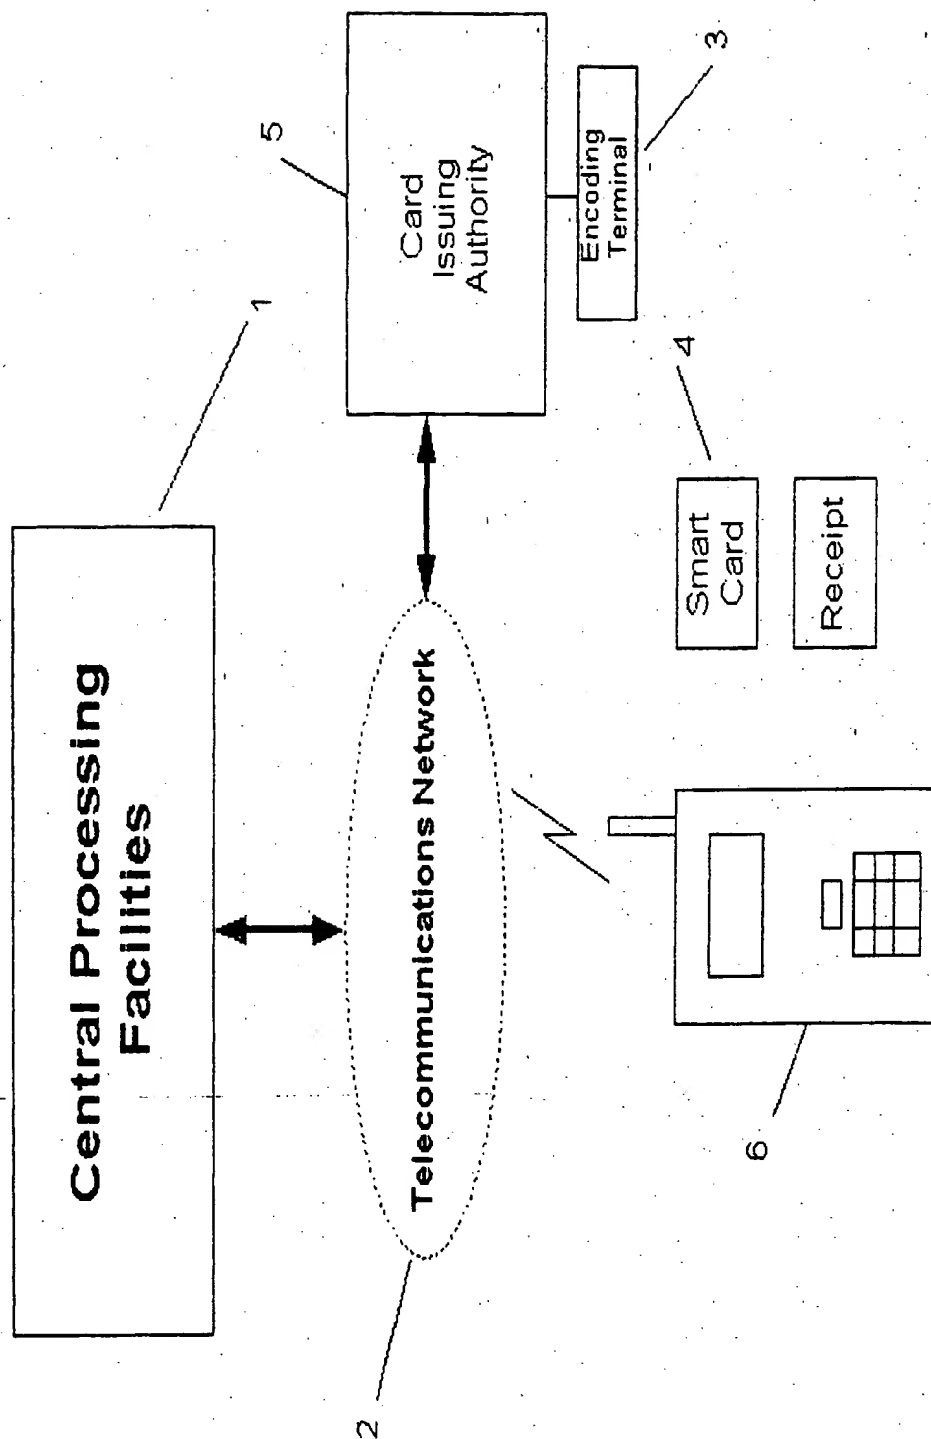 Central Processing
Facilities
1
5
Card
Issuing
Authority
Encoding
Terminal
3
2
Telecommunications Network
4
Smart
Card
Receipt
6